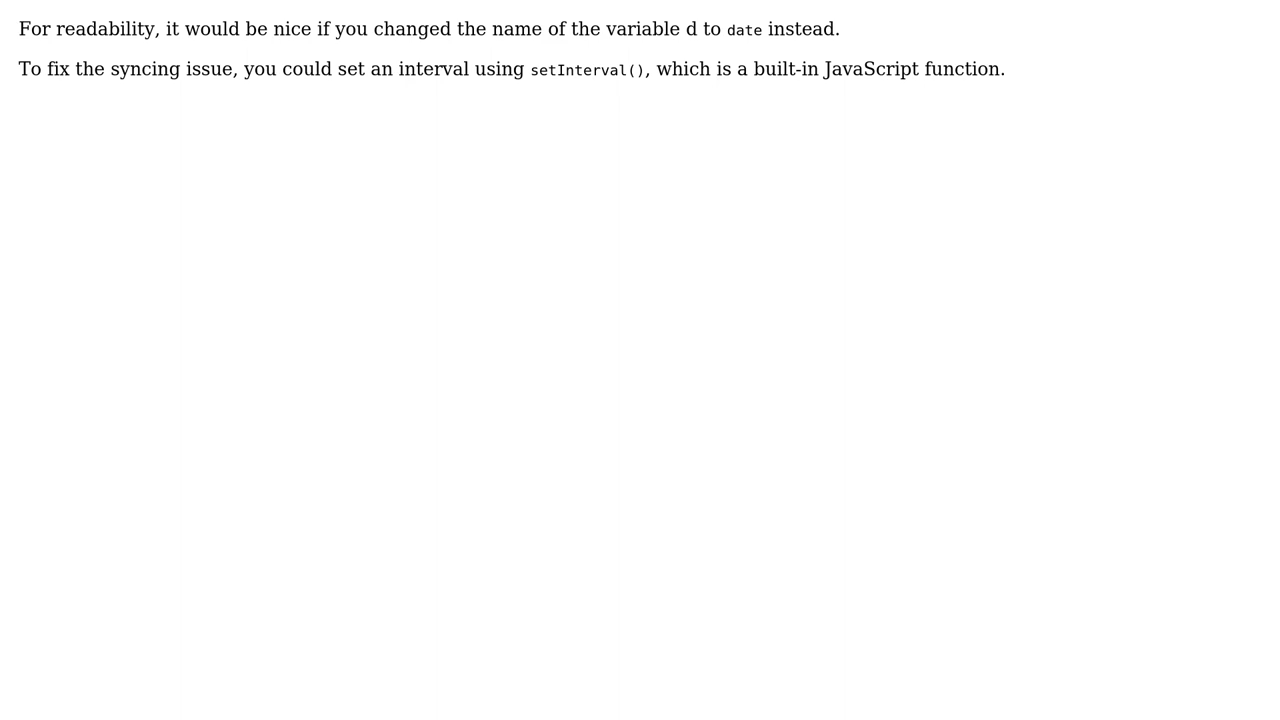 For readability, it would be nice if you changed the name of the variable d to date instead.
To fix the syncing issue, you could set an interval using setInterval(), which is a built-in JavaScript function.